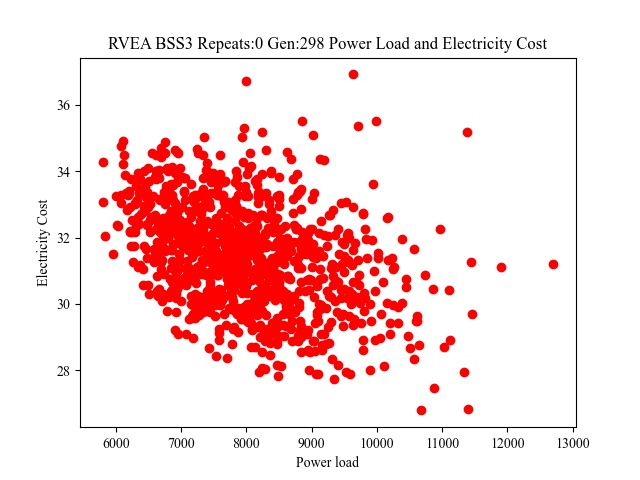 RVEA BSS3 Repeats:0 Gen:298 Power Load and Electricity Cost
Electricity Cost
36
34
32
30
28
6000 7000 8000 9000 10000 11000 12000 13000
Power load